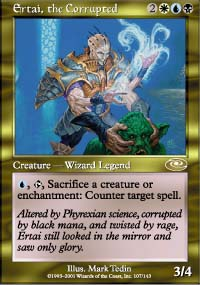 Ertai, the Corrupted 2
Creature — Wizard Legend
, , Sacrifice a creature or
enchantment: Counter target spell.
Altered by Phyrexian science, corrupted
by black mana, and twisted by rage,
Ertai still looked in the mirror and
saw only glory.
Illus. Mark Tedin
©1993-2001 Wizards of the Coast, Inc. 107/143
3/4